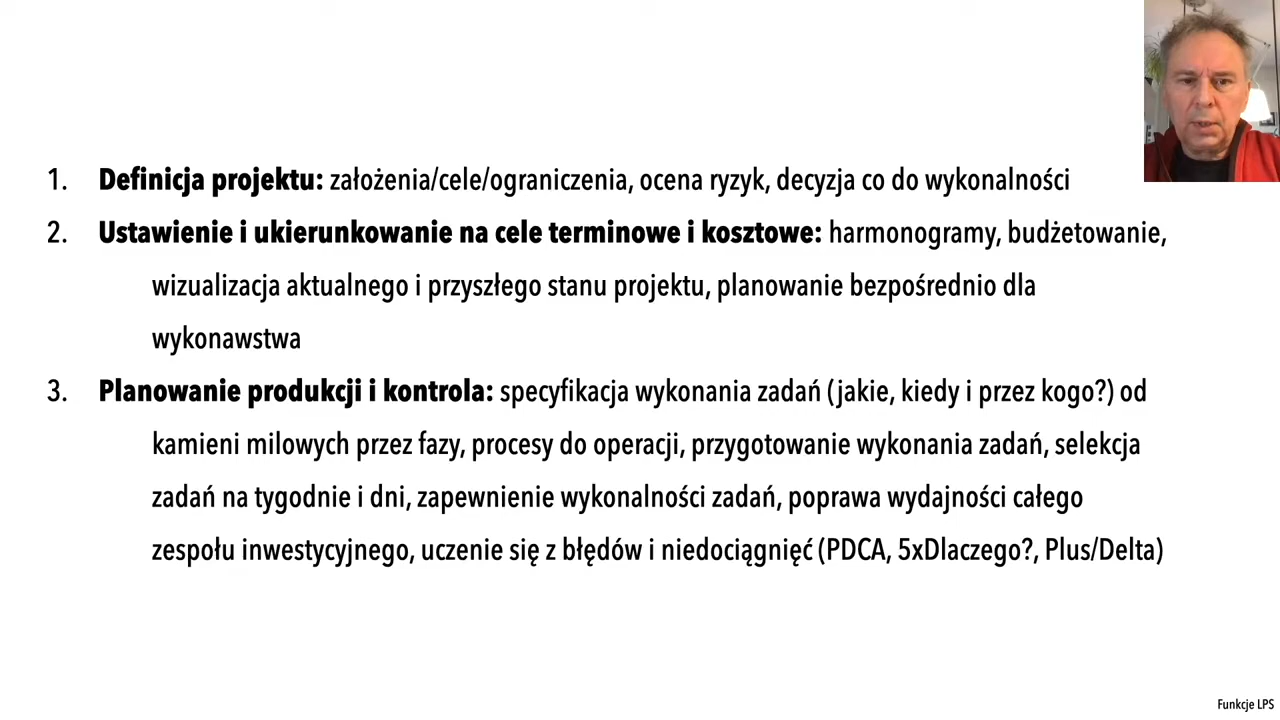 1. Definicja projektu: założenia/cele/ograniczenia, ocena ryzyk, decyzja co do wykonalności
2. Ustawienie i ukierunkowanie na cele terminowe i kosztowe: harmonogramy, budżetowanie,
wizualizacja aktualnego i przyszłego stanu projektu, planowanie bezpośrednio dla
wykonawstwa
3. Planowanie produkcji i kontrola: specyfikacja wykonania zadań (jakie, kiedy i przez kogo?) od
kamieni milowych przez fazy, procesy do operacji, przygotowanie wykonania zadań, selekcja
zadań na tygodnie i dni, zapewnienie wykonalności zadań, poprawa wydajności całego
zespołu inwestycyjnego, uczenie się z błędów i niedociągnięć (PDCA, 5xDlaczego?, Plus/Delta)
Funkcje LPS